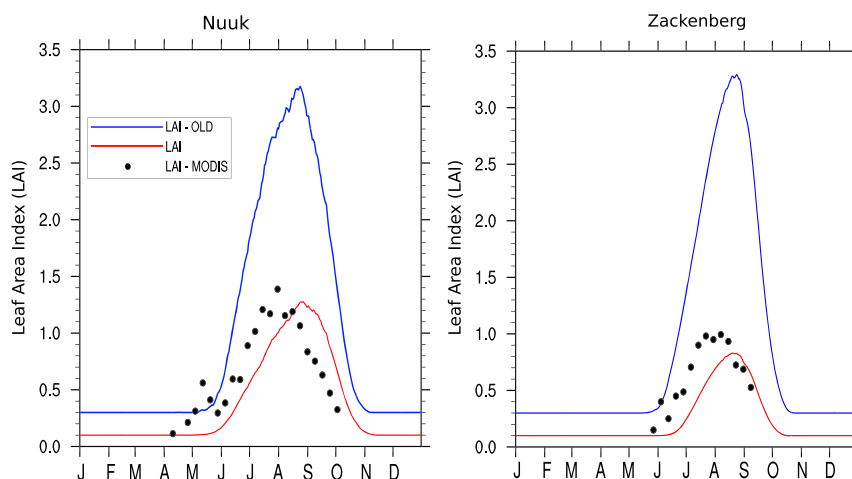 Nuuk
Zackenberg
Leaf Area Index (LAI)
3.5
3.0
2.5
2.0
1.5
1.0
0.5
0.0
LAI - OLD
LAI
LAI - MODIS
J F M A M J J A S O N D
Leaf Area Index (LAI)
3.5
3.0
2.5
2.0
1.5
1.0
0.5
0.0
J F M A M J J A S O N D